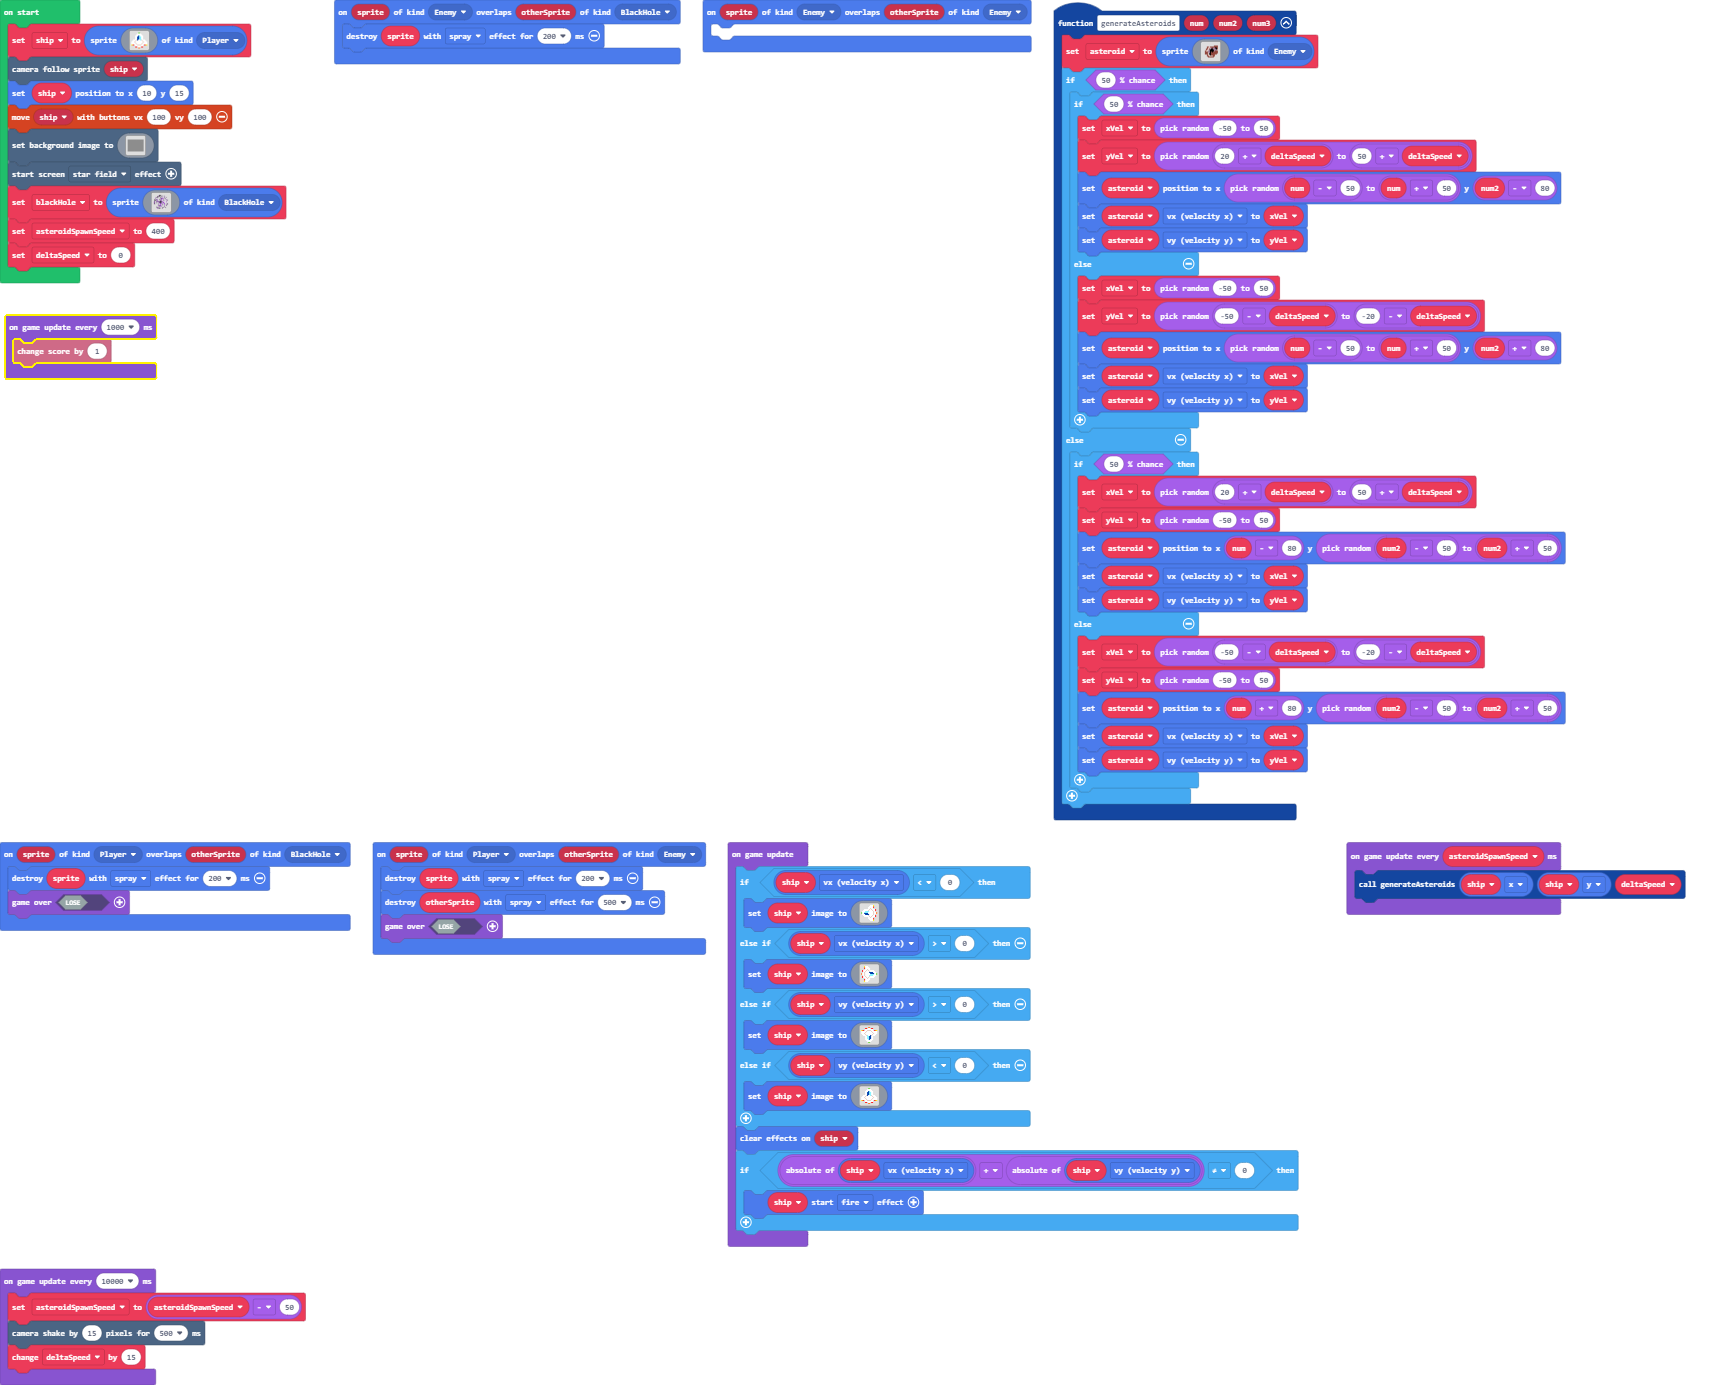 on start
set ship to sprite of kind Player
camera follow sprite ship
set ship position to x 10 y 15
move ship with buttons vx 100 vy 100
set background image to
start screen star field effect
set blackHole to sprite of kind BlackHole
set asteroidSpawnSpeed to 400
set deltaSpeed to 0
on game update every 1000 ms
change score by 1
on sprite of kind Enemy overlaps otherSprite of kind BlackHole
destroy sprite with spray effect for 200 ms
on sprite of kind Enemy overlaps otherSprite of kind Enemy
function generateAsteroids num num2 num3
set asteroid to sprite of kind Enemy
if 50 % chance then
if 50 % chance then
set xVel to pick random -50 to 50
set yVel to pick random 20 + deltaSpeed to 50 + deltaSpeed
set asteroid position to x pick random num - 50 to num + 50 y num2 - 80
set asteroid vx (velocity x) to xVel
set asteroid vy (velocity y) to yVel
else
set xVel to pick random -50 to 50
set yVel to pick random -50 - deltaSpeed to -20 - deltaSpeed
set asteroid position to x pick random num - 50 to num + 50 y num2 + 80
set asteroid vx (velocity x) to xVel
set asteroid vy (velocity y) to yVel
else
if 50 % chance then
set xVel to pick random 20 + deltaSpeed to 50 + deltaSpeed
set yVel to pick random -50 to 50
set asteroid position to x num - 80 y pick random num2 - 50 to num2 + 50
set asteroid vx (velocity x) to xVel
set asteroid vy (velocity y) to yVel
else
set xVel to pick random -50 - deltaSpeed to -20 - deltaSpeed
set yVel to pick random -50 to 50
set asteroid position to x num + 80 y pick random num2 - 50 to num2 + 50
set asteroid vx (velocity x) to xVel
set asteroid vy (velocity y) to yVel
on sprite of kind Player overlaps otherSprite of kind BlackHole
destroy sprite with spray effect for 200 ms
game over LOSE
on sprite of kind Player overlaps otherSprite of kind Enemy
destroy sprite with spray effect for 200 ms
destroy otherSprite with spray effect for 500 ms
game over LOSE
on game update
if ship vx (velocity x) < 0 then
set ship image to
else if ship vx (velocity x) > 0 then
set ship image to
else if ship vy (velocity y) > 0 then
set ship image to
else if ship vy (velocity y) < 0 then
set ship image to
clear effects on ship
if absolute of ship vx (velocity x) + absolute of ship vy (velocity y) ≠ 0 then
ship start fire effect
on game update every asteroidSpawnSpeed ms
call generateAsteroids ship x ship y deltaSpeed
on game update every 10000 ms
set asteroidSpawnSpeed to asteroidSpawnSpeed - 50
camera shake by 15 pixels for 500 ms
change deltaSpeed by 15